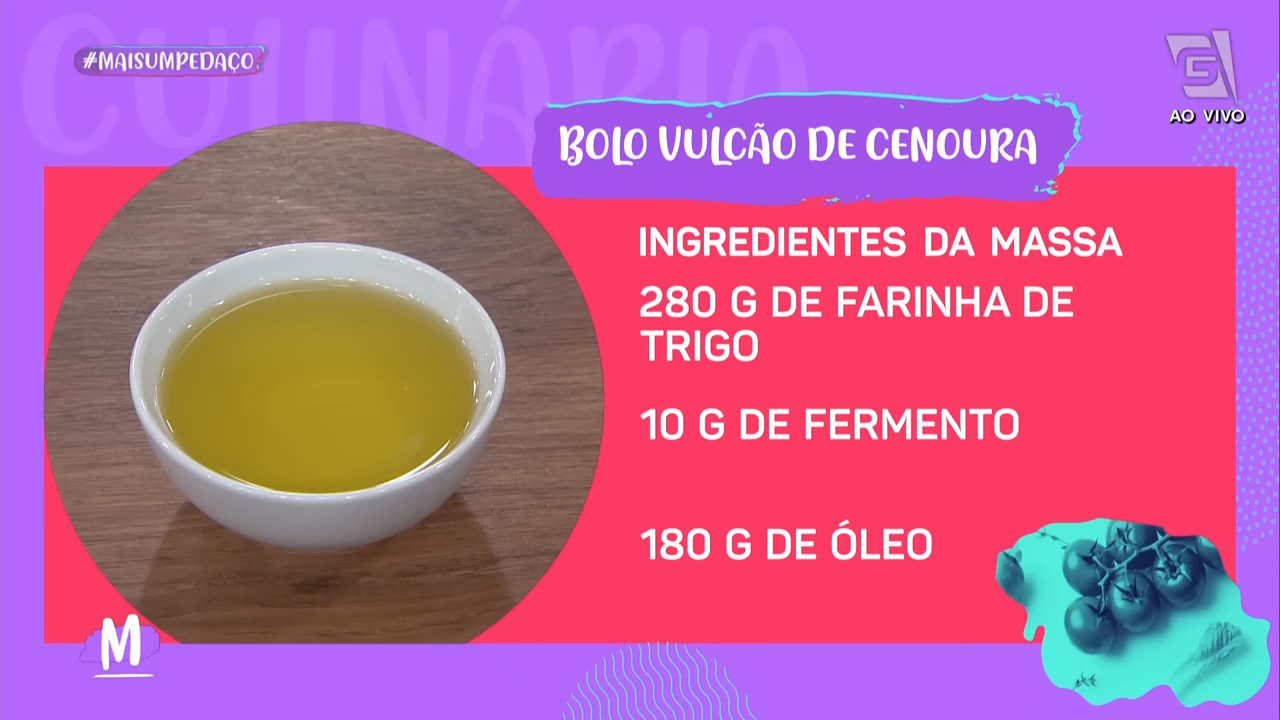 CULINÁRIA
#MAISUMPEDAÇO
G
AO VIVO
BOLO VULCÃO DE CENOURA
INGREDIENTES DA MASSA
280 G DE FARINHA DE
TRIGO
10 G DE FERMENTO
180 G DE ÓLEO
M